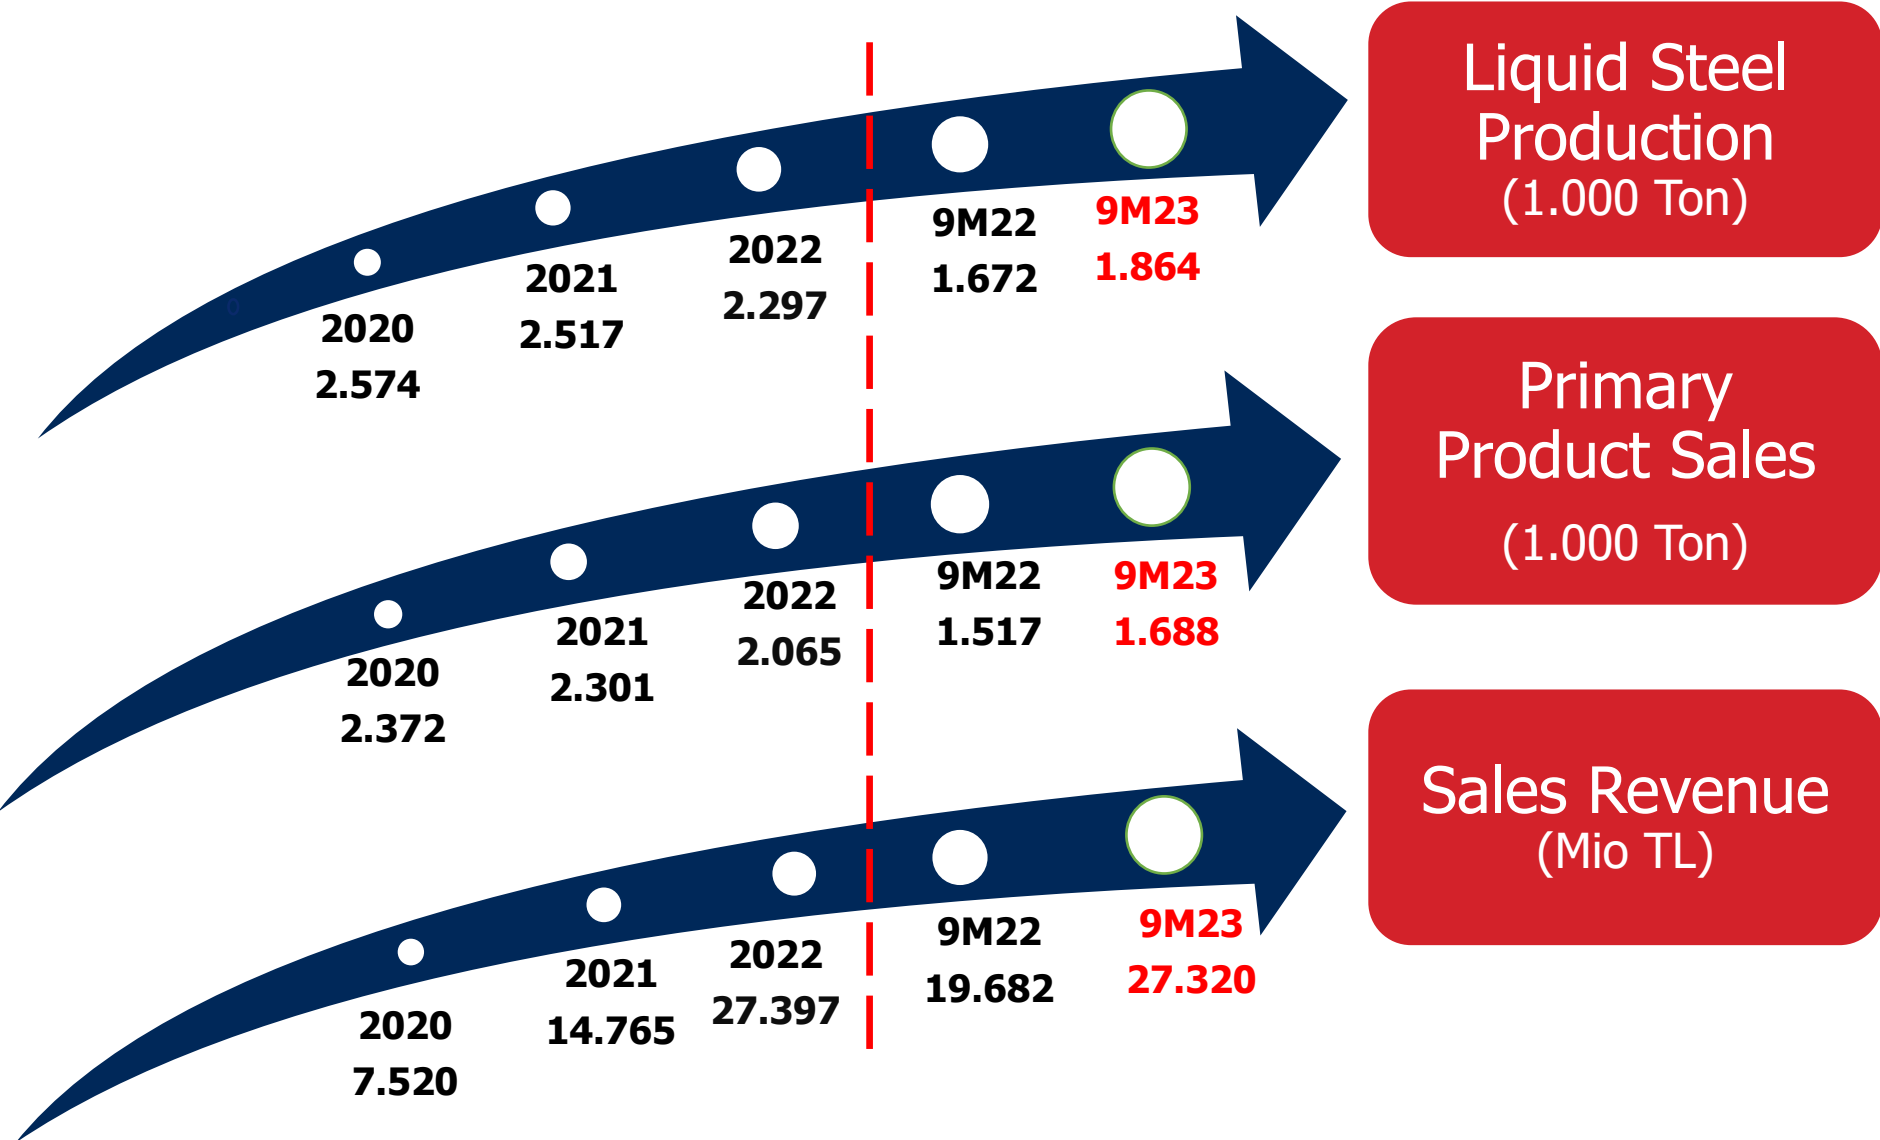 Liquid Steel
Production
(1.000 Ton)
2020
2.574
2021
2.517
2022
2.297
9M22
1.672
9M23
1.864
0
Primary
Product Sales
(1.000 Ton)
2020
2.372
2021
2.301
2022
2.065
9M22
1.517
9M23
1.688
Sales Revenue
(Mio TL)
2020
7.520
2021
14.765
2022
27.397
9M22
19.682
9M23
27.320